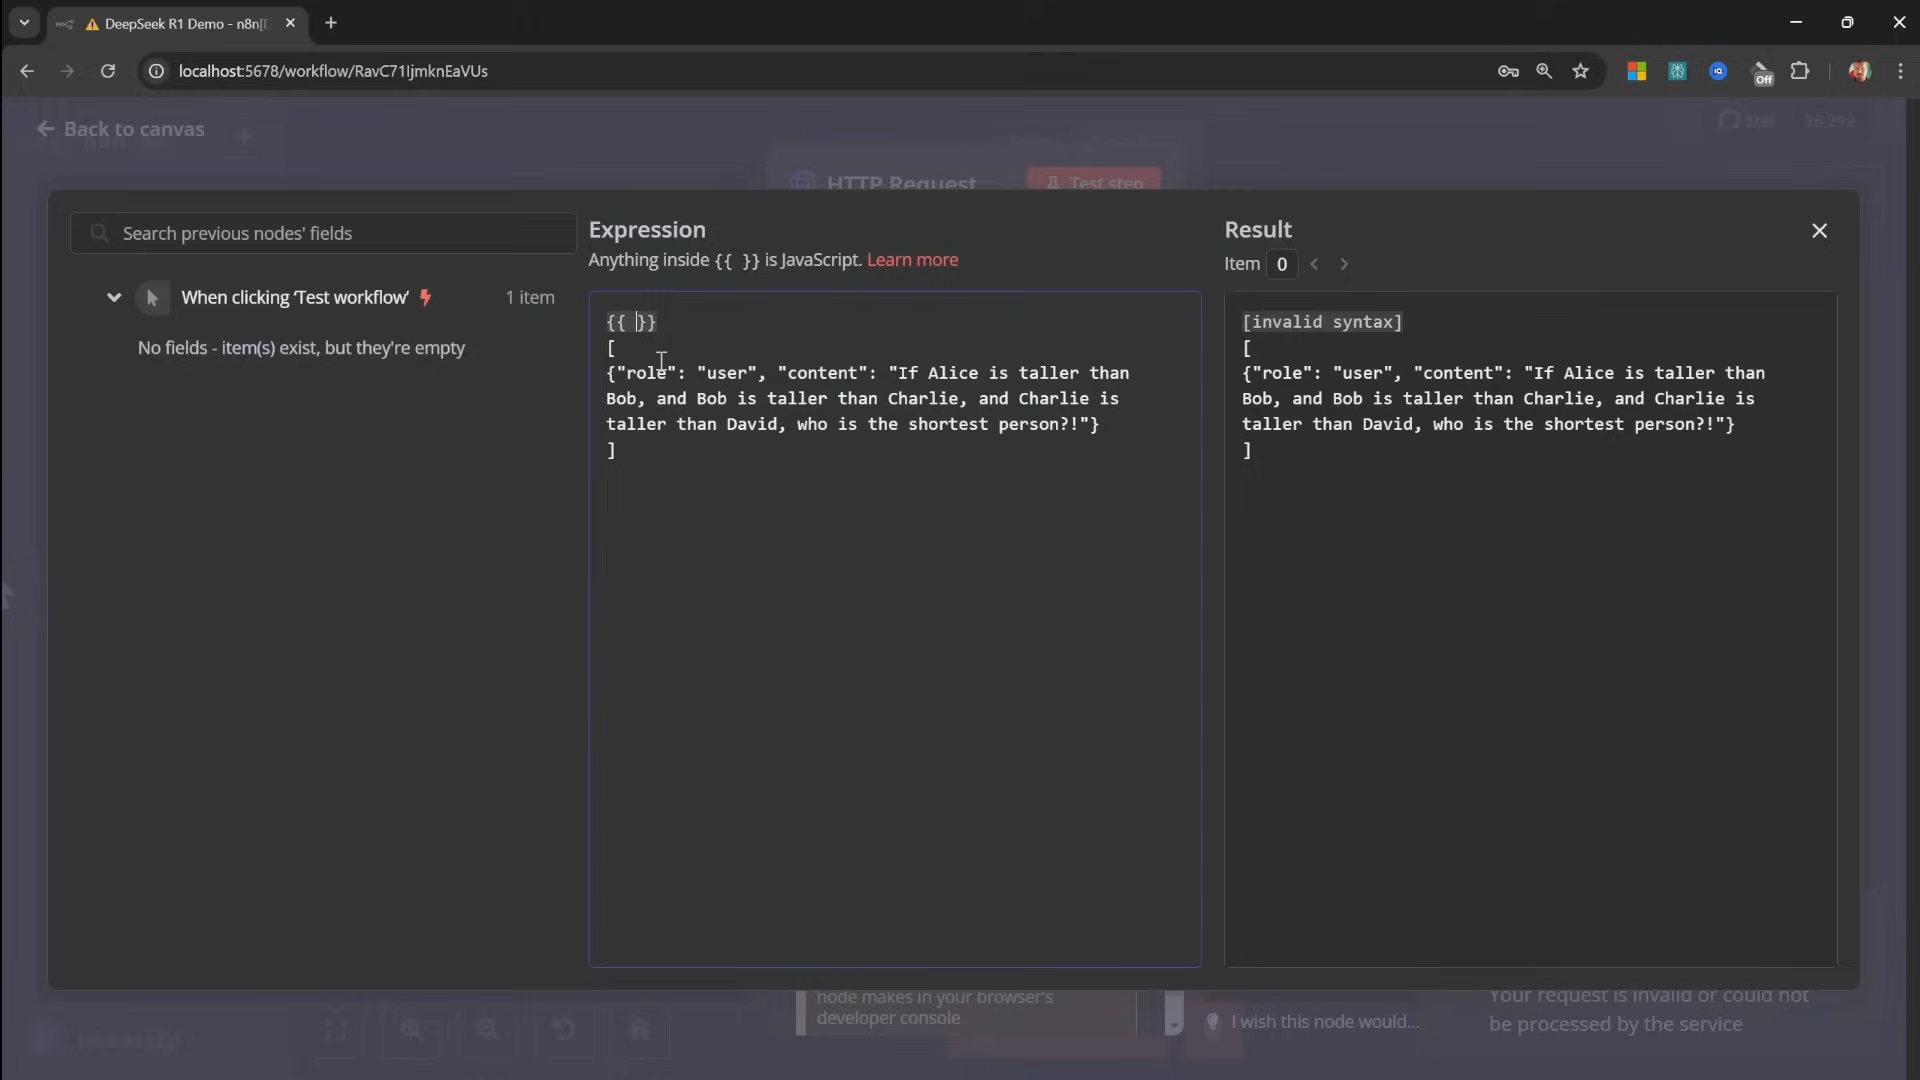 DeepSeek R1 Demo - n8n[D
localhost:5678/workflow/RavC71IjmknEaVUs
Off
Back to canvas
n8n
Star
56,292
HTTP Request
Test step
Search previous nodes' fields
When clicking ‘Test workflow’
1 item
No fields - item(s) exist, but they're empty
Expression
Anything inside {{ }} is JavaScript. Learn more
{{ }}
[
{"role": "user", "content": "If Alice is taller than
Bob, and Bob is taller than Charlie, and Charlie is
taller than David, who is the shortest person?!"}
]
Result
Item 0
[invalid syntax]
[
{"role": "user", "content": "If Alice is taller than
Bob, and Bob is taller than Charlie, and Charlie is
taller than David, who is the shortest person?!"}
]
node makes in your browser's
developer console
I wish this node would...
Your request is invalid or could not
be processed by the service